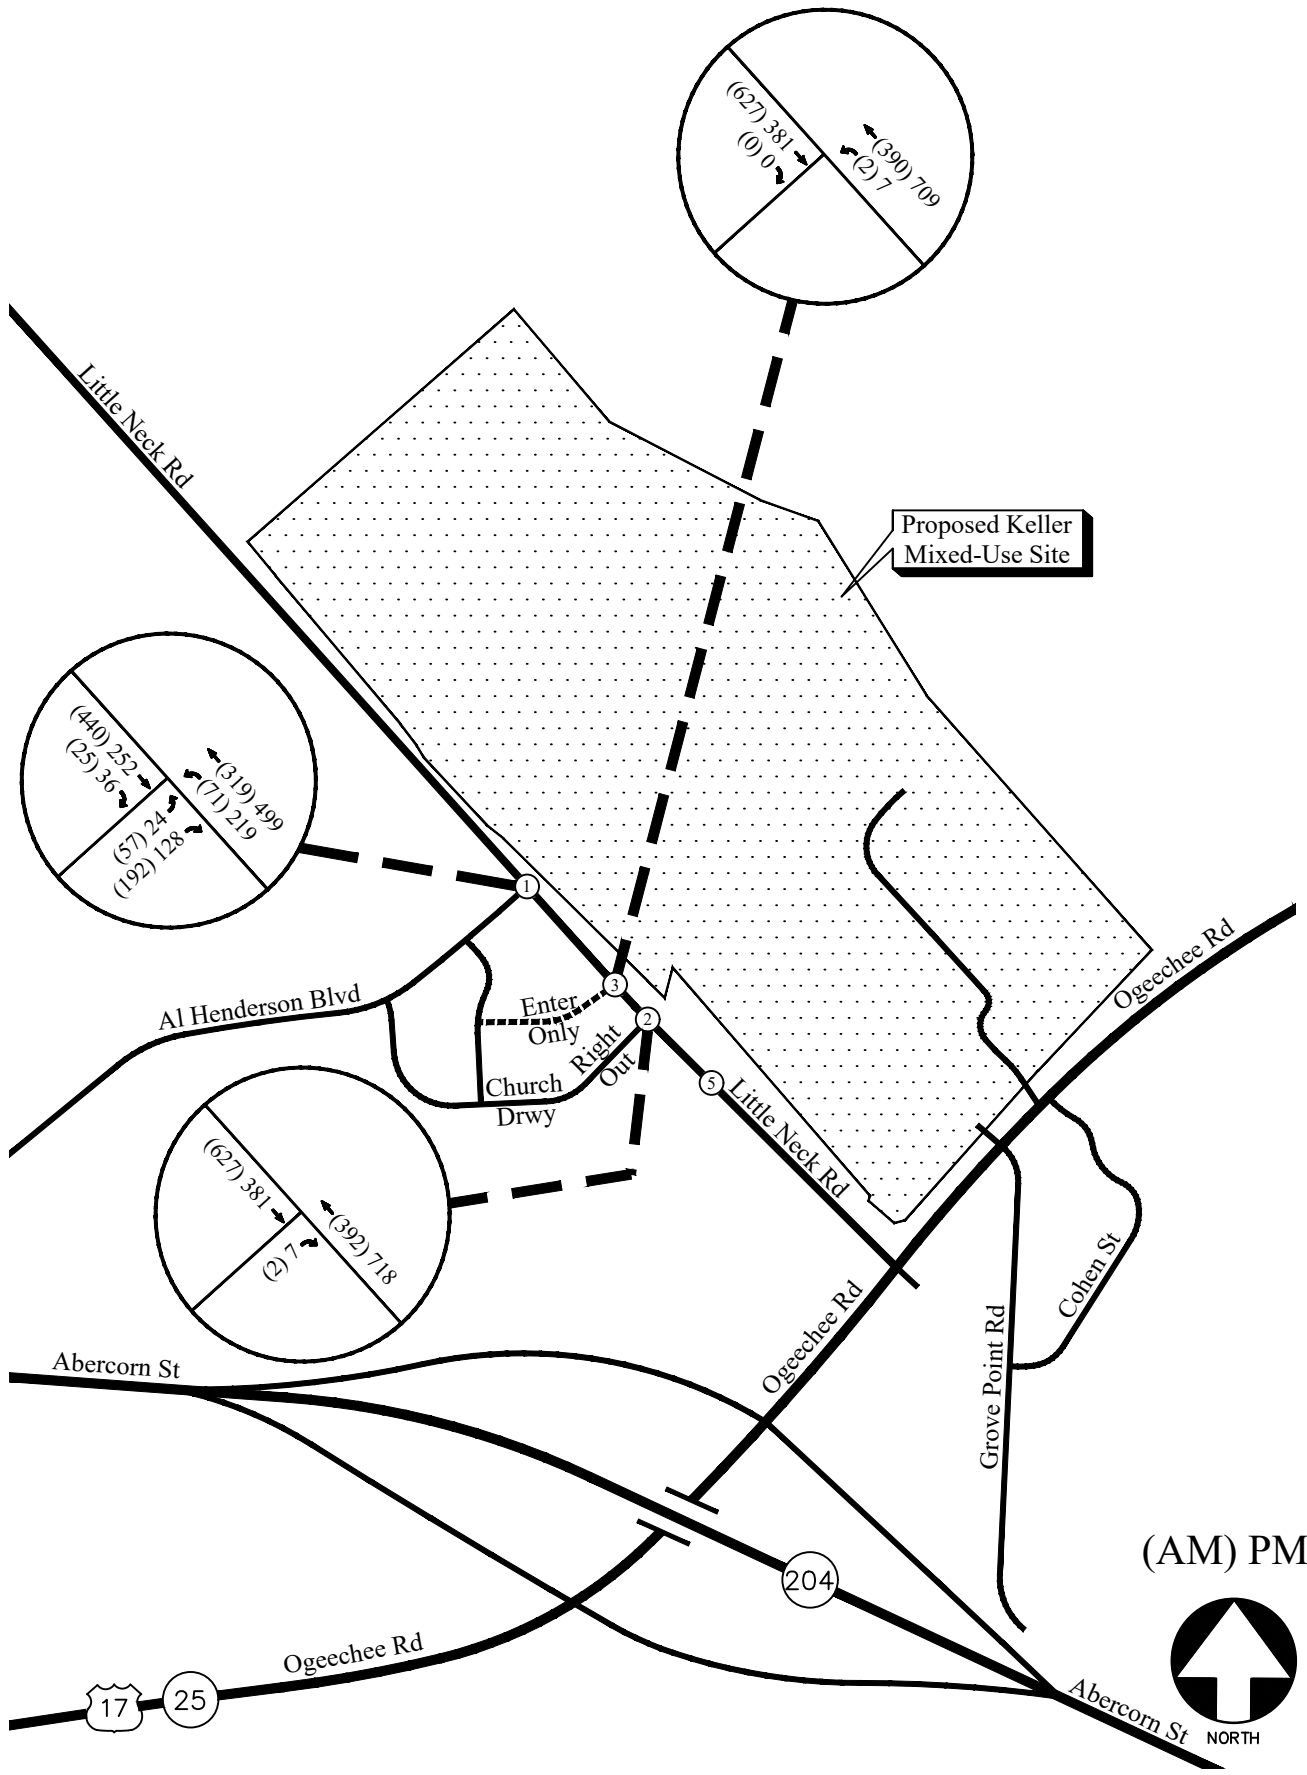 (627) 381
(0) 0
(390) 709
(2) 7
Little Neck Rd
Proposed Keller
Mixed-Use Site
(440) 252
(25) 36
(319) 499
(71) 219
(57) 24
(192) 128
1
Ogeechee Rd
3
Al Henderson Blvd
Enter
Only
2
Right
Out
Church
Drwy
5
Little Neck Rd
(627) 381
(392) 718
(2) 7
Cohen St
Ogeechee Rd
Grove Point Rd
Abercorn St
(AM) PM
204
Ogeechee Rd
17
25
Abercorn St
NORTH